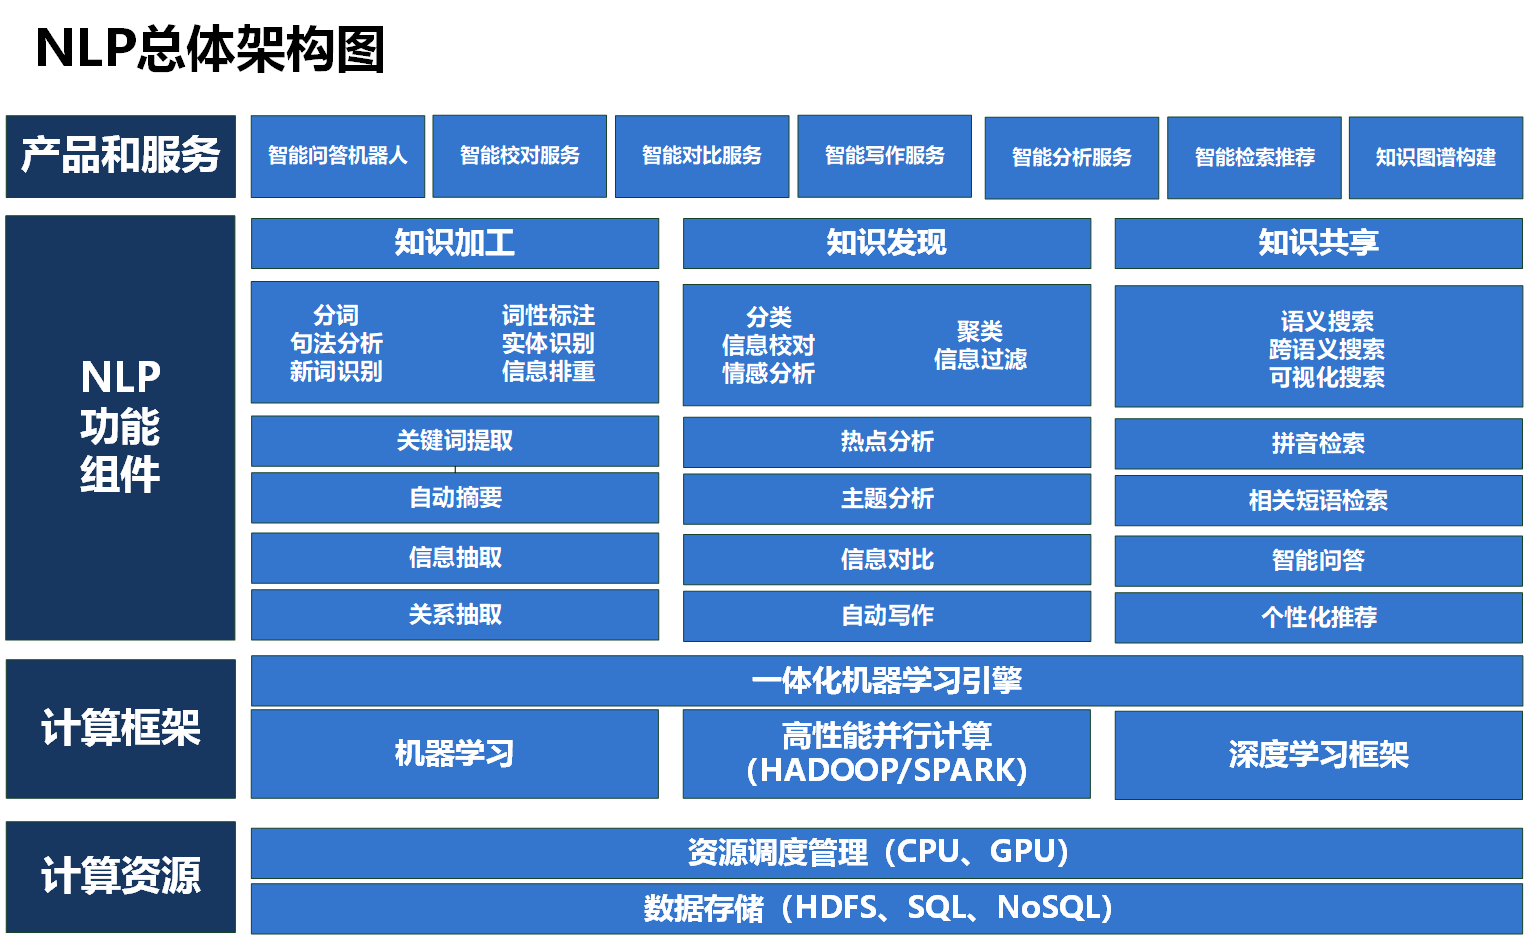 NLP总体架构图
产品和服务
智能问答机器人
智能校对服务
智能对比服务
智能写作服务
智能分析服务
智能检索推荐
知识图谱构建
NLP
功能
组件
知识加工
知识发现
知识共享
分词
句法分析
新词识别
词性标注
实体识别
信息排重
分类
信息校对
情感分析
聚类
信息过滤
语义搜索
跨语义搜索
可视化搜索
关键词提取
热点分析
拼音检索
自动摘要
主题分析
相关短语检索
信息抽取
信息对比
智能问答
关系抽取
自动写作
个性化推荐
计算框架
一体化机器学习引擎
机器学习
高性能并行计算
（HADOOP/SPARK）
深度学习框架
计算资源
资源调度管理（CPU、GPU）
数据存储（HDFS、SQL、NoSQL）